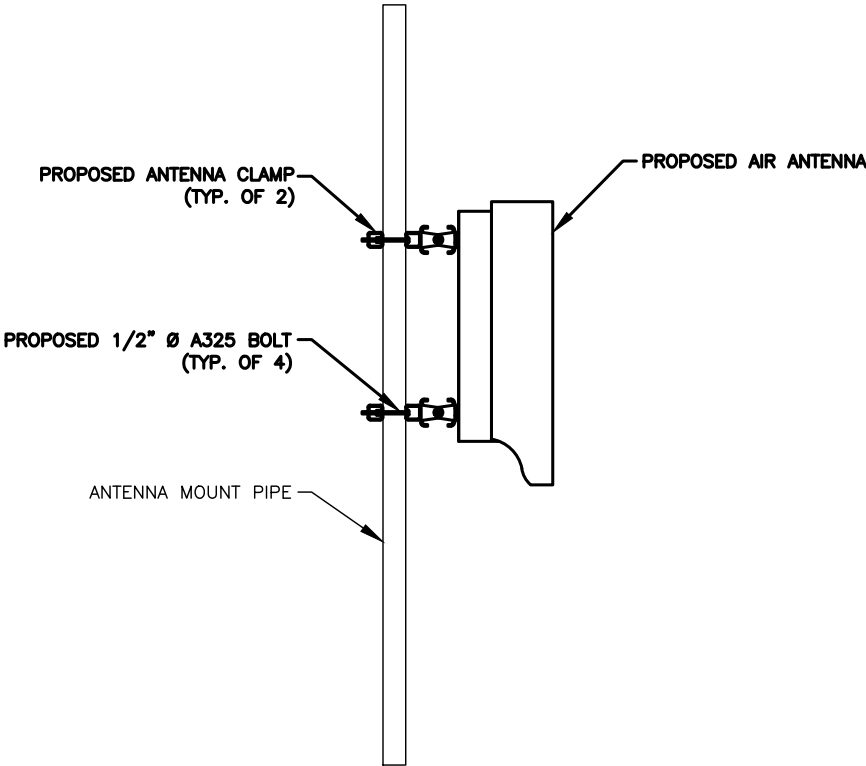 PROPOSED ANTENNA CLAMP
(TYP. OF 2)
PROPOSED AIR ANTENNA
PROPOSED 1/2" Ø A325 BOLT
(TYP. OF 4)
ANTENNA MOUNT PIPE